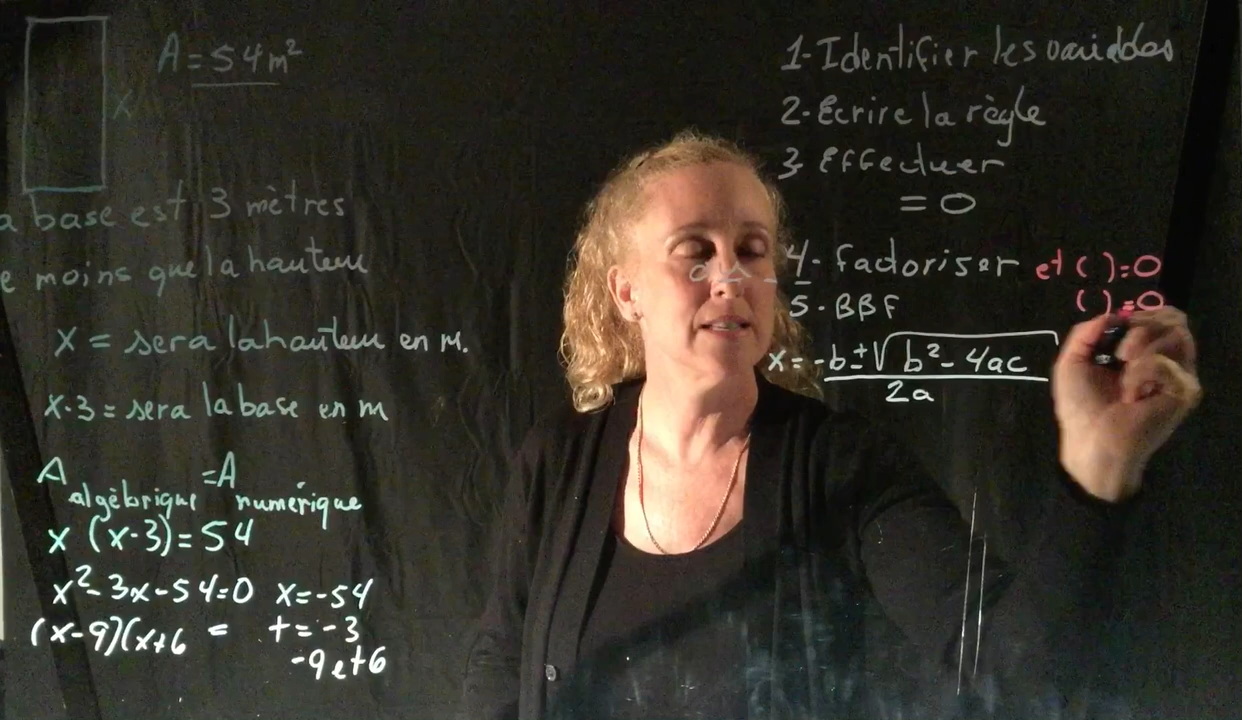 A = 54m²
x
a base est 3 mètres
e moins que la hauteur
x = sera la hauteur en m.
x-3 = sera la base en m
A algébrique = A numérique
x (x-3) = 54
x² - 3x - 54 = 0 x = -54
(x-9)(x+6 = + = -3
-9 et 6
1- Identifier les variables
2- Écrire la règle
3 Effectuer
= 0
4- Factoriser et ( ) = 0
5. BBF ( ) = 0
x = -b ± √b² - 4ac
2a